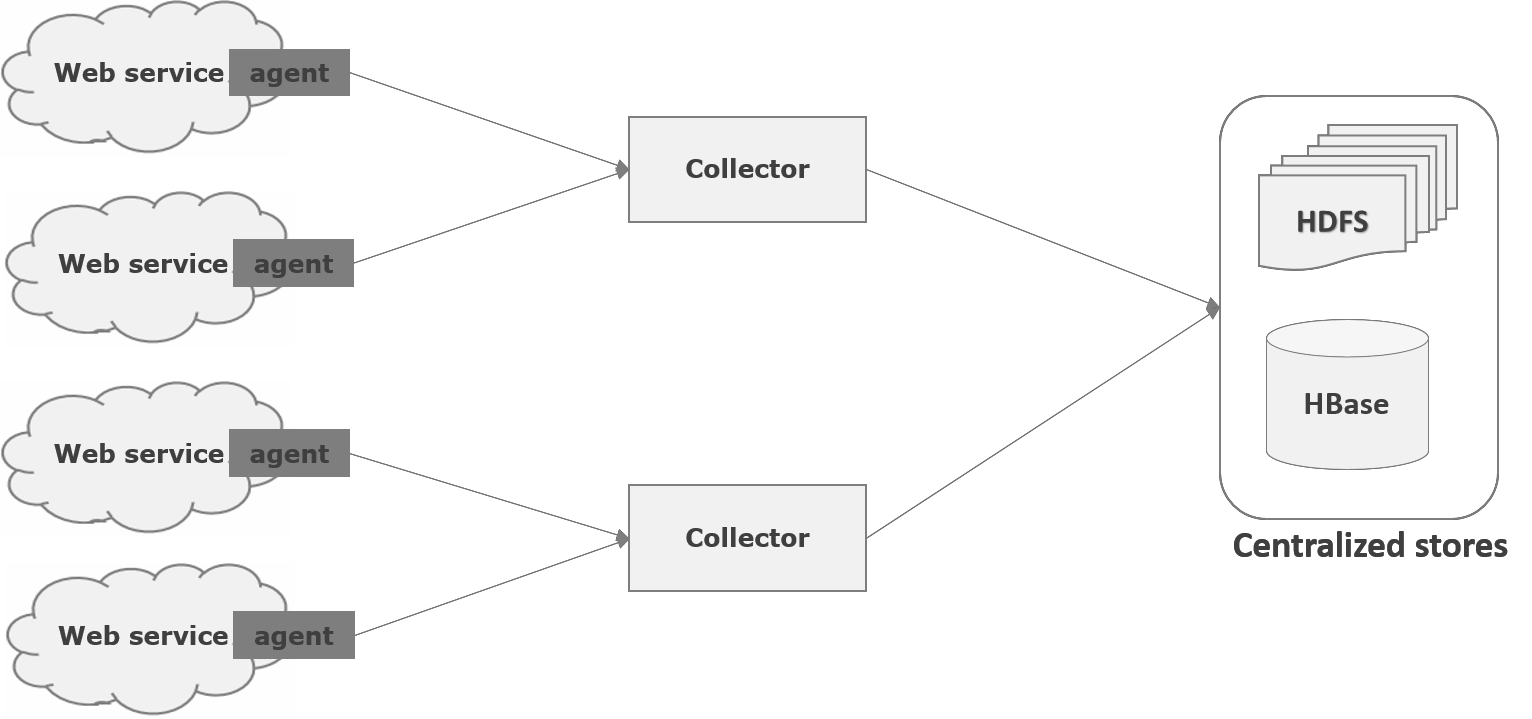 Web service agent
Web service agent
Collector
Web service agent
Web service agent
Collector
HDFS
HBase
Centralized stores